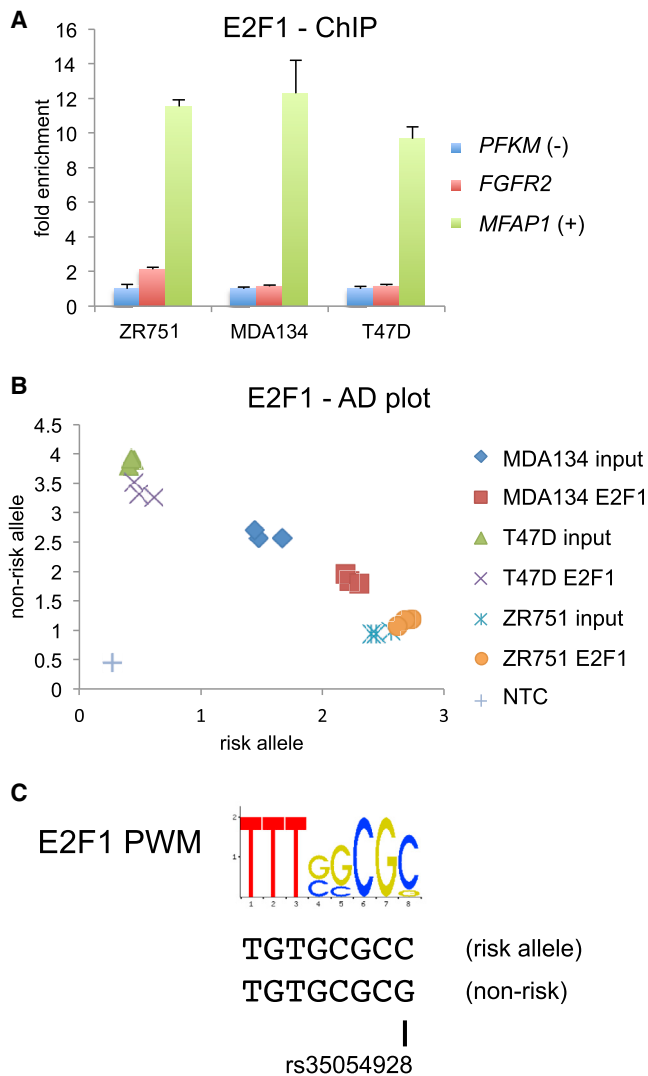 A
E2F1 - ChIP
16
14
12
10
8
6
4
2
0
fold enrichment
ZR751 MDA134 T47D
PFKM (-)
FGFR2
MFAP1 (+)
B
E2F1 - AD plot
4.5
4
3.5
3
2.5
2
1.5
1
0.5
0
non-risk allele
0 1 2 3
risk allele
MDA134 input
MDA134 E2F1
T47D input
T47D E2F1
ZR751 input
ZR751 E2F1
NTC
C
E2F1 PWM
2
1
TTTGGCGC
CC G
1 2 3 4 5 6 7 8
TGTGCGCC (risk allele)
TGTGCGCG (non-risk)
rs35054928